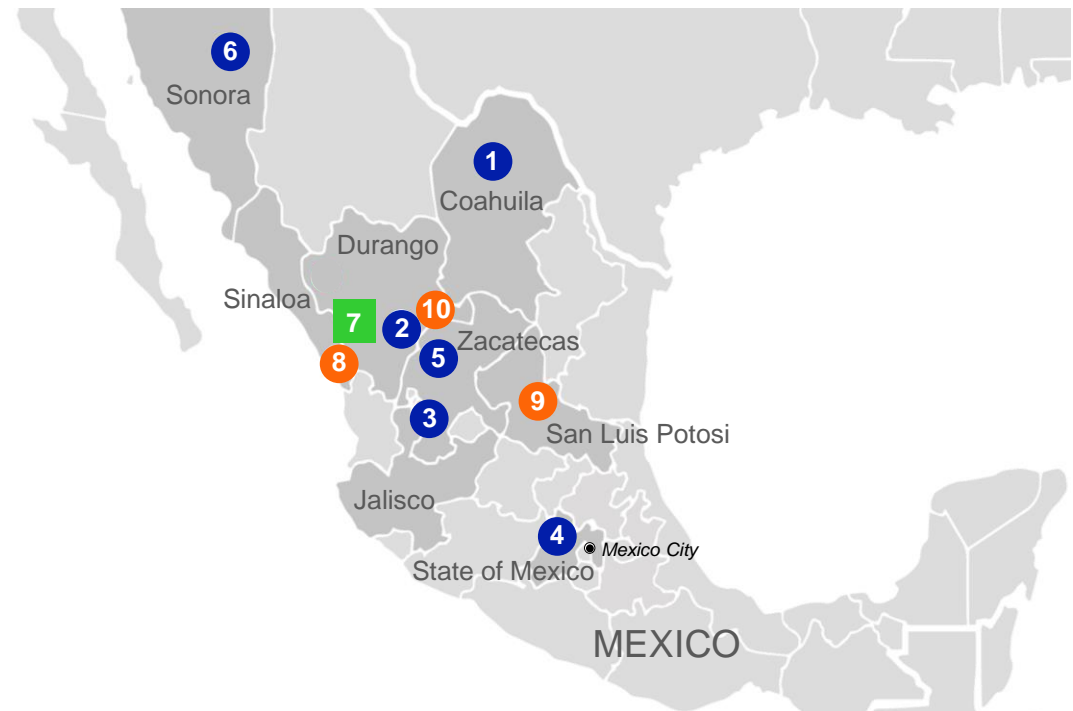 6
Sonora
1
Coahuila
Durango
Sinaloa
10
7
2
Zacatecas
5
8
9
3
San Luis Potosi
Jalisco
4
Mexico City
State of Mexico
MEXICO